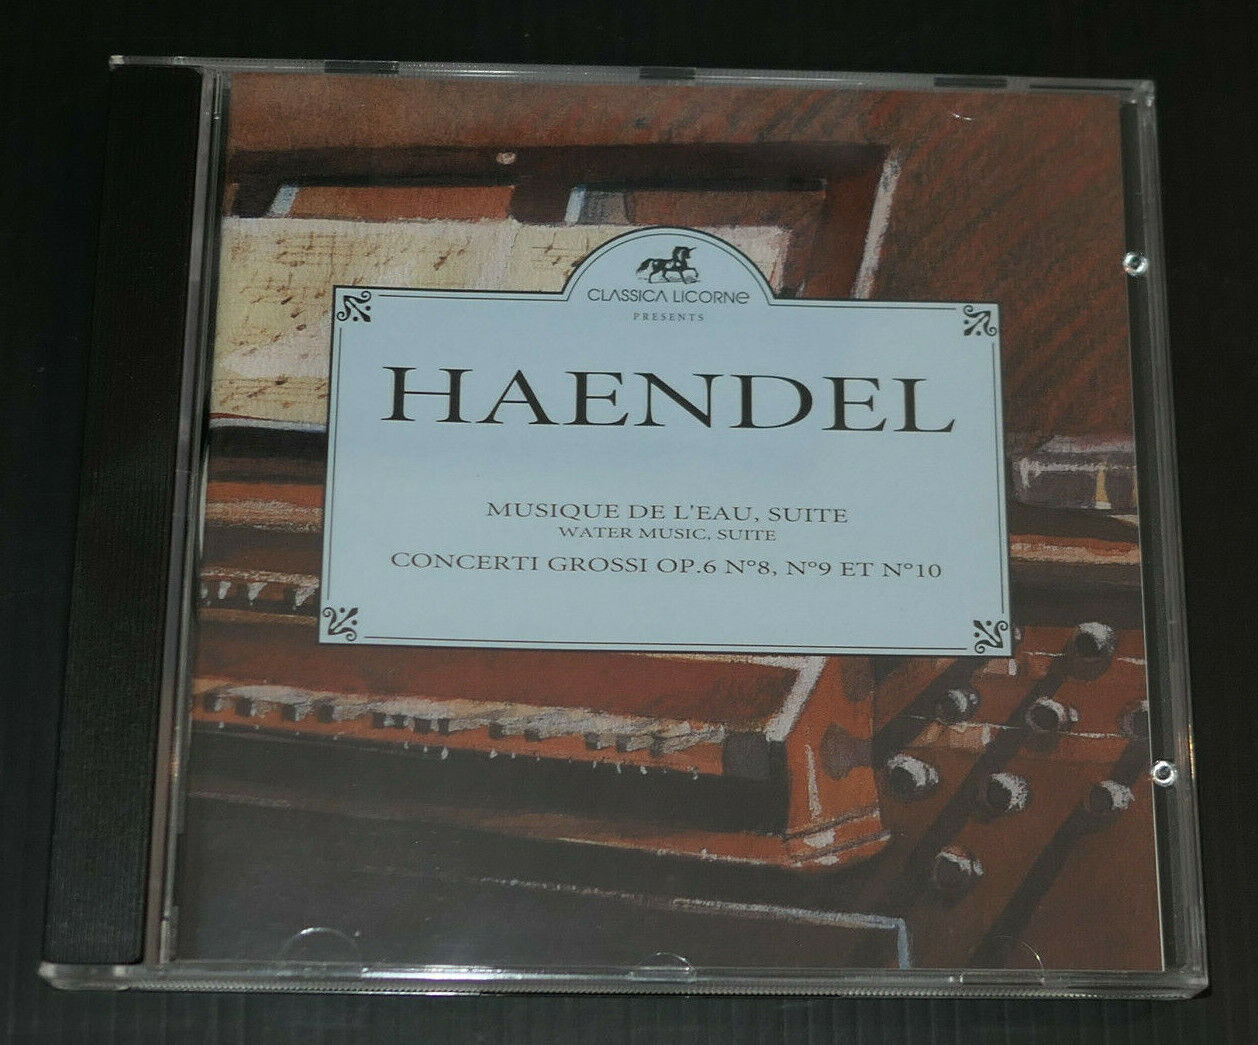 CLASSICA LICORNE
PRESENTS
HAENDEL
MUSIQUE DE L'EAU, SUITE
WATER MUSIC, SUITE
CONCERTI GROSSI OP.6 N°8, N°9 ET N°10